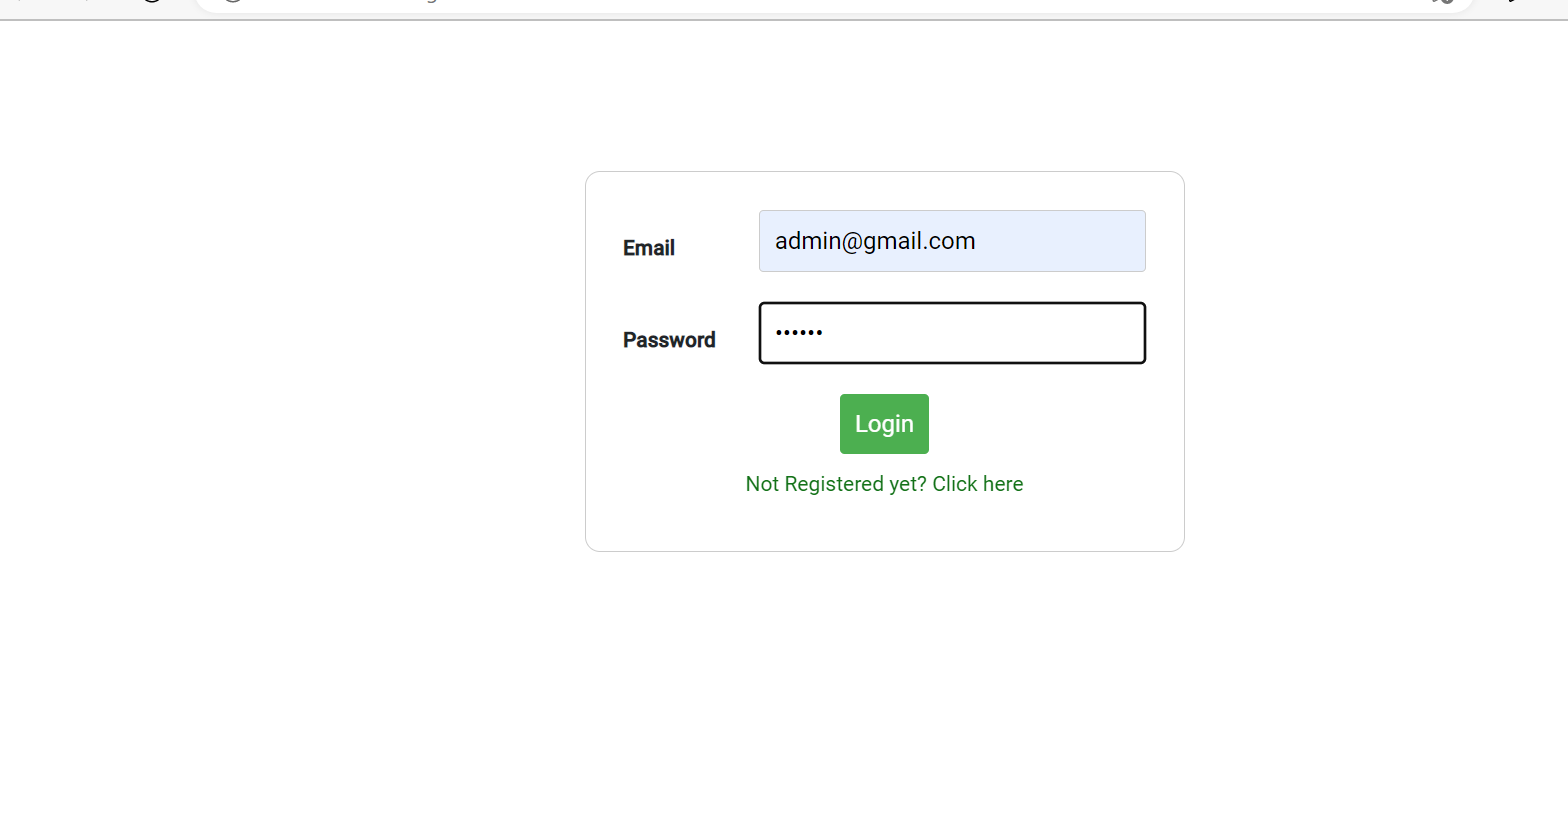 Email
admin@gmail.com
Password
••••••
Login
Not Registered yet? Click here